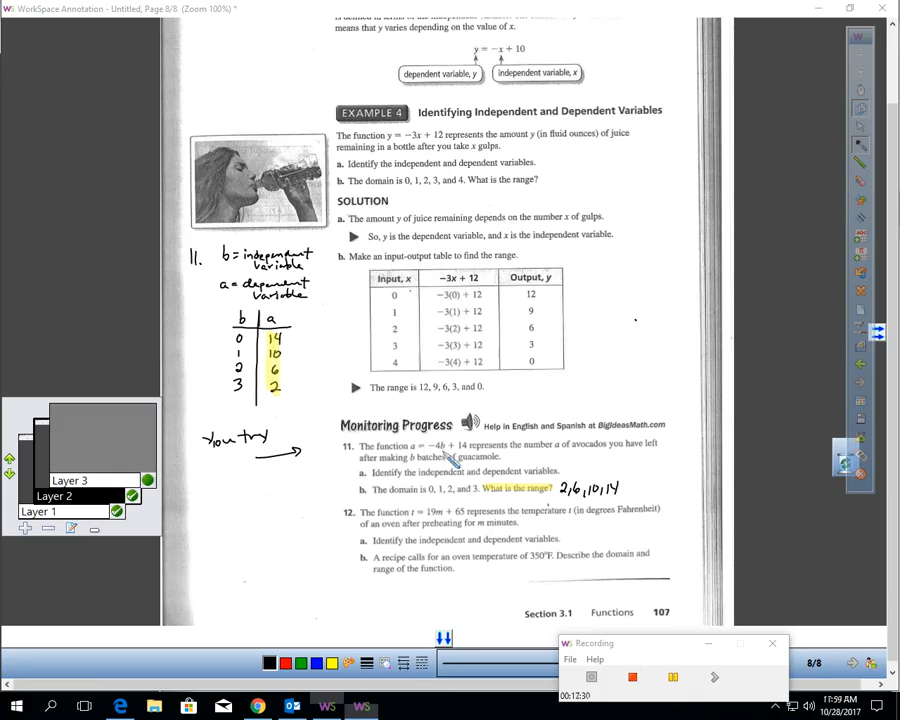 WorkSpace Annotation - Untitled, Page 8/8 (Zoom 100%) *
means that y varies depending on the value of x.
y = −x + 10
dependent variable, y
independent variable, x
EXAMPLE 4 Identifying Independent and Dependent Variables
The function y = −3x + 12 represents the amount y (in fluid ounces) of juice
remaining in a bottle after you take x gulps.
a. Identify the independent and dependent variables.
b. The domain is 0, 1, 2, 3, and 4. What is the range?
SOLUTION
a. The amount y of juice remaining depends on the number x of gulps.
So, y is the dependent variable, and x is the independent variable.
b. Make an input-output table to find the range.
Input, x −3x + 12 Output, y
0 −3(0) + 12 12
1 −3(1) + 12 9
2 −3(2) + 12 6
3 −3(3) + 12 3
4 −3(4) + 12 0
The range is 12, 9, 6, 3, and 0.
11. b = independent
variable
a = dependent
variable
b a
0 14
1 10
2 6
3 2
You try
Monitoring Progress Help in English and Spanish at BigIdeasMath.com
11. The function a = −4b + 14 represents the number a of avocados you have left
after making b batches of guacamole.
a. Identify the independent and dependent variables.
b. The domain is 0, 1, 2, and 3. What is the range? 2, 6, 10, 14
12. The function t = 19m + 65 represents the temperature t (in degrees Fahrenheit)
of an oven after preheating for m minutes.
a. Identify the independent and dependent variables.
b. A recipe calls for an oven temperature of 350°F. Describe the domain and
range of the function.
Section 3.1 Functions 107
Layer 3
Layer 2
Layer 1
Recording
File Help
00:12:30
8/8
11:59 AM
10/28/2017